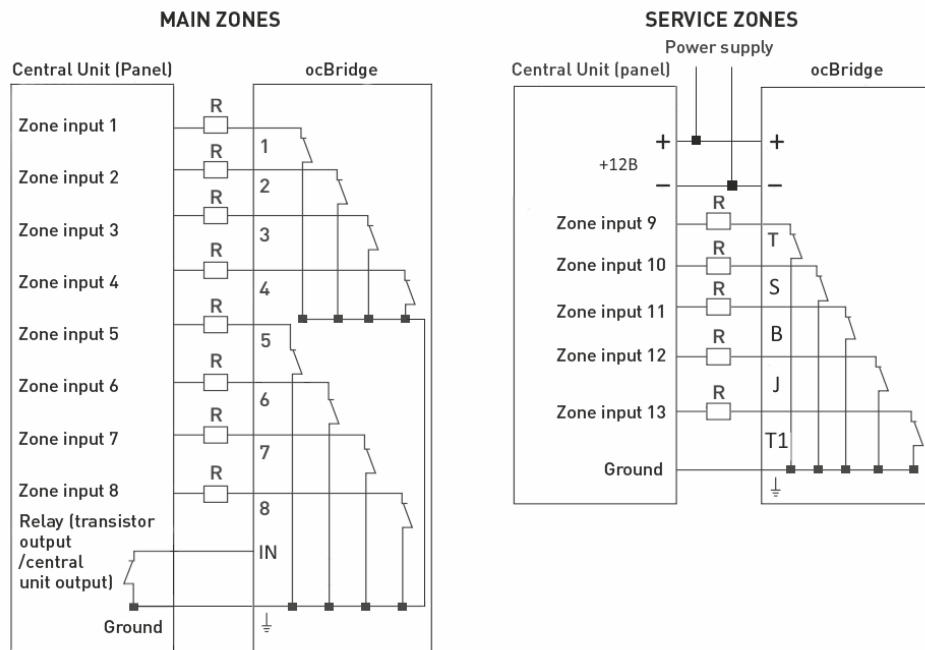 MAIN ZONES
Central Unit (Panel)
ocBridge
Zone input 1
R
1
Zone input 2
R
2
Zone input 3
R
3
Zone input 4
R
4
Zone input 5
R
5
Zone input 6
R
6
Zone input 7
R
7
Zone input 8
R
8
Relay (transistor
output
/central
unit output)
IN
Ground
SERVICE ZONES
Power supply
Central Unit (panel)
ocBridge
+
+
+12B
−
−
Zone input 9
R
T
Zone input 10
R
S
Zone input 11
R
B
Zone input 12
R
J
Zone input 13
R
T1
Ground